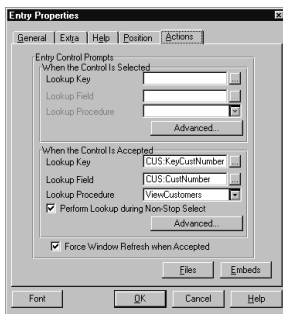 Entry Properties
General Extra Help Position Actions
Entry Control Prompts
When the Control Is Selected
Lookup Key ...
Lookup Field ...
Lookup Procedure
Advanced...
When the Control Is Accepted
Lookup Key CUS:KeyCustNumber ...
Lookup Field CUS:CustNumber ...
Lookup Procedure ViewCustomers
Perform Lookup during Non-Stop Select
Advanced...
Force Window Refresh when Accepted
Files Embeds
Font OK Cancel Help